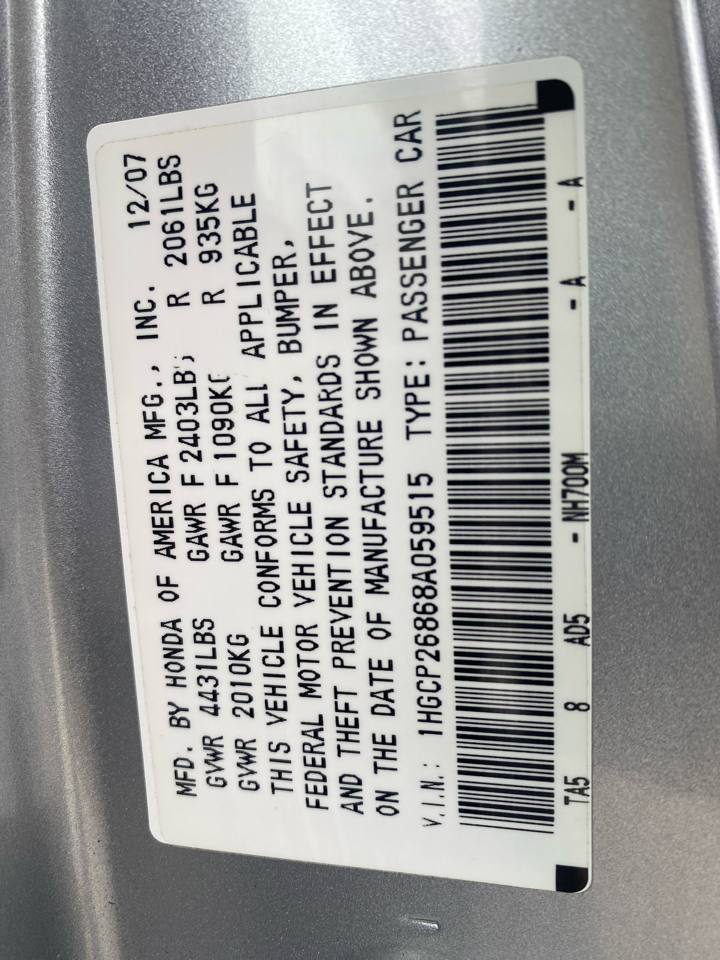 MFD. BY HONDA OF AMERICA MFG., INC. 12/07
GVWR 4431LBS GAWR F 2403LBS R 2061LBS
GVWR 2010KG GAWR F 1090KG R 935KG
THIS VEHICLE CONFORMS TO ALL APPLICABLE
FEDERAL MOTOR VEHICLE SAFETY, BUMPER,
AND THEFT PREVENTION STANDARDS IN EFFECT
ON THE DATE OF MANUFACTURE SHOWN ABOVE.
V.I.N.: 1HGCP26868A059515 TYPE: PASSENGER CAR
TA5 8 AD5 - NH700M - A - A